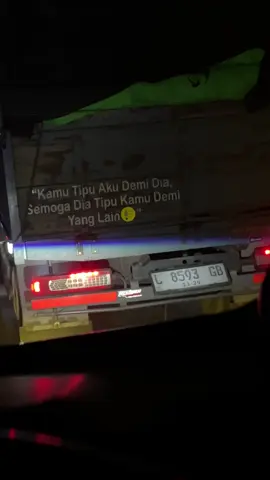 “Kamu Tipu Aku Demi Dia,
Semoga Dia Tipu Kamu Demi
Yang Lain”
L 8593 GB